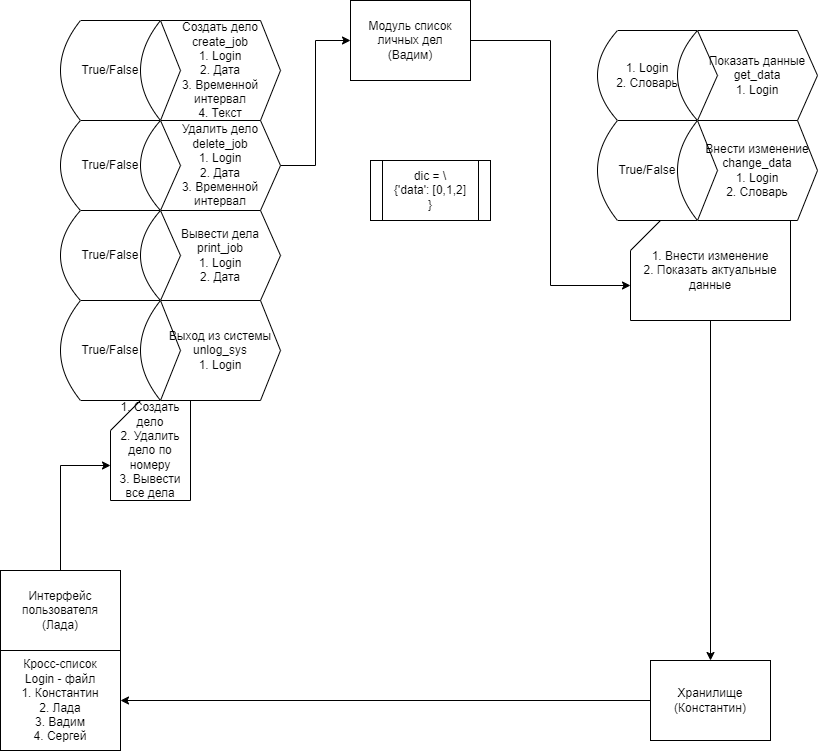 True/False
Создать дело
create_job
1. Login
2. Дата
3. Временной
интервал
4. Текст
True/False
Удалить дело
delete_job
1. Login
2. Дата
3. Временной
интервал
True/False
Вывести дела
print_job
1. Login
2. Дата
True/False
Выход из системы
unlog_sys
1. Login
1. Создать
дело
2. Удалить
дело по
номеру
3. Вывести
все дела
Интерфейс
пользователя
(Лада)
Кросс-список
Login - файл
1. Константин
2. Лада
3. Вадим
4. Сергей
Модуль список
личных дел
(Вадим)
dic = \
{'data': [0,1,2]
}
1. Login
2. Словарь
Показать данные
get_data
1. Login
True/False
Внести изменение
change_data
1. Login
2. Словарь
1. Внести изменение
2. Показать актуальные
данные
Хранилище
(Константин)